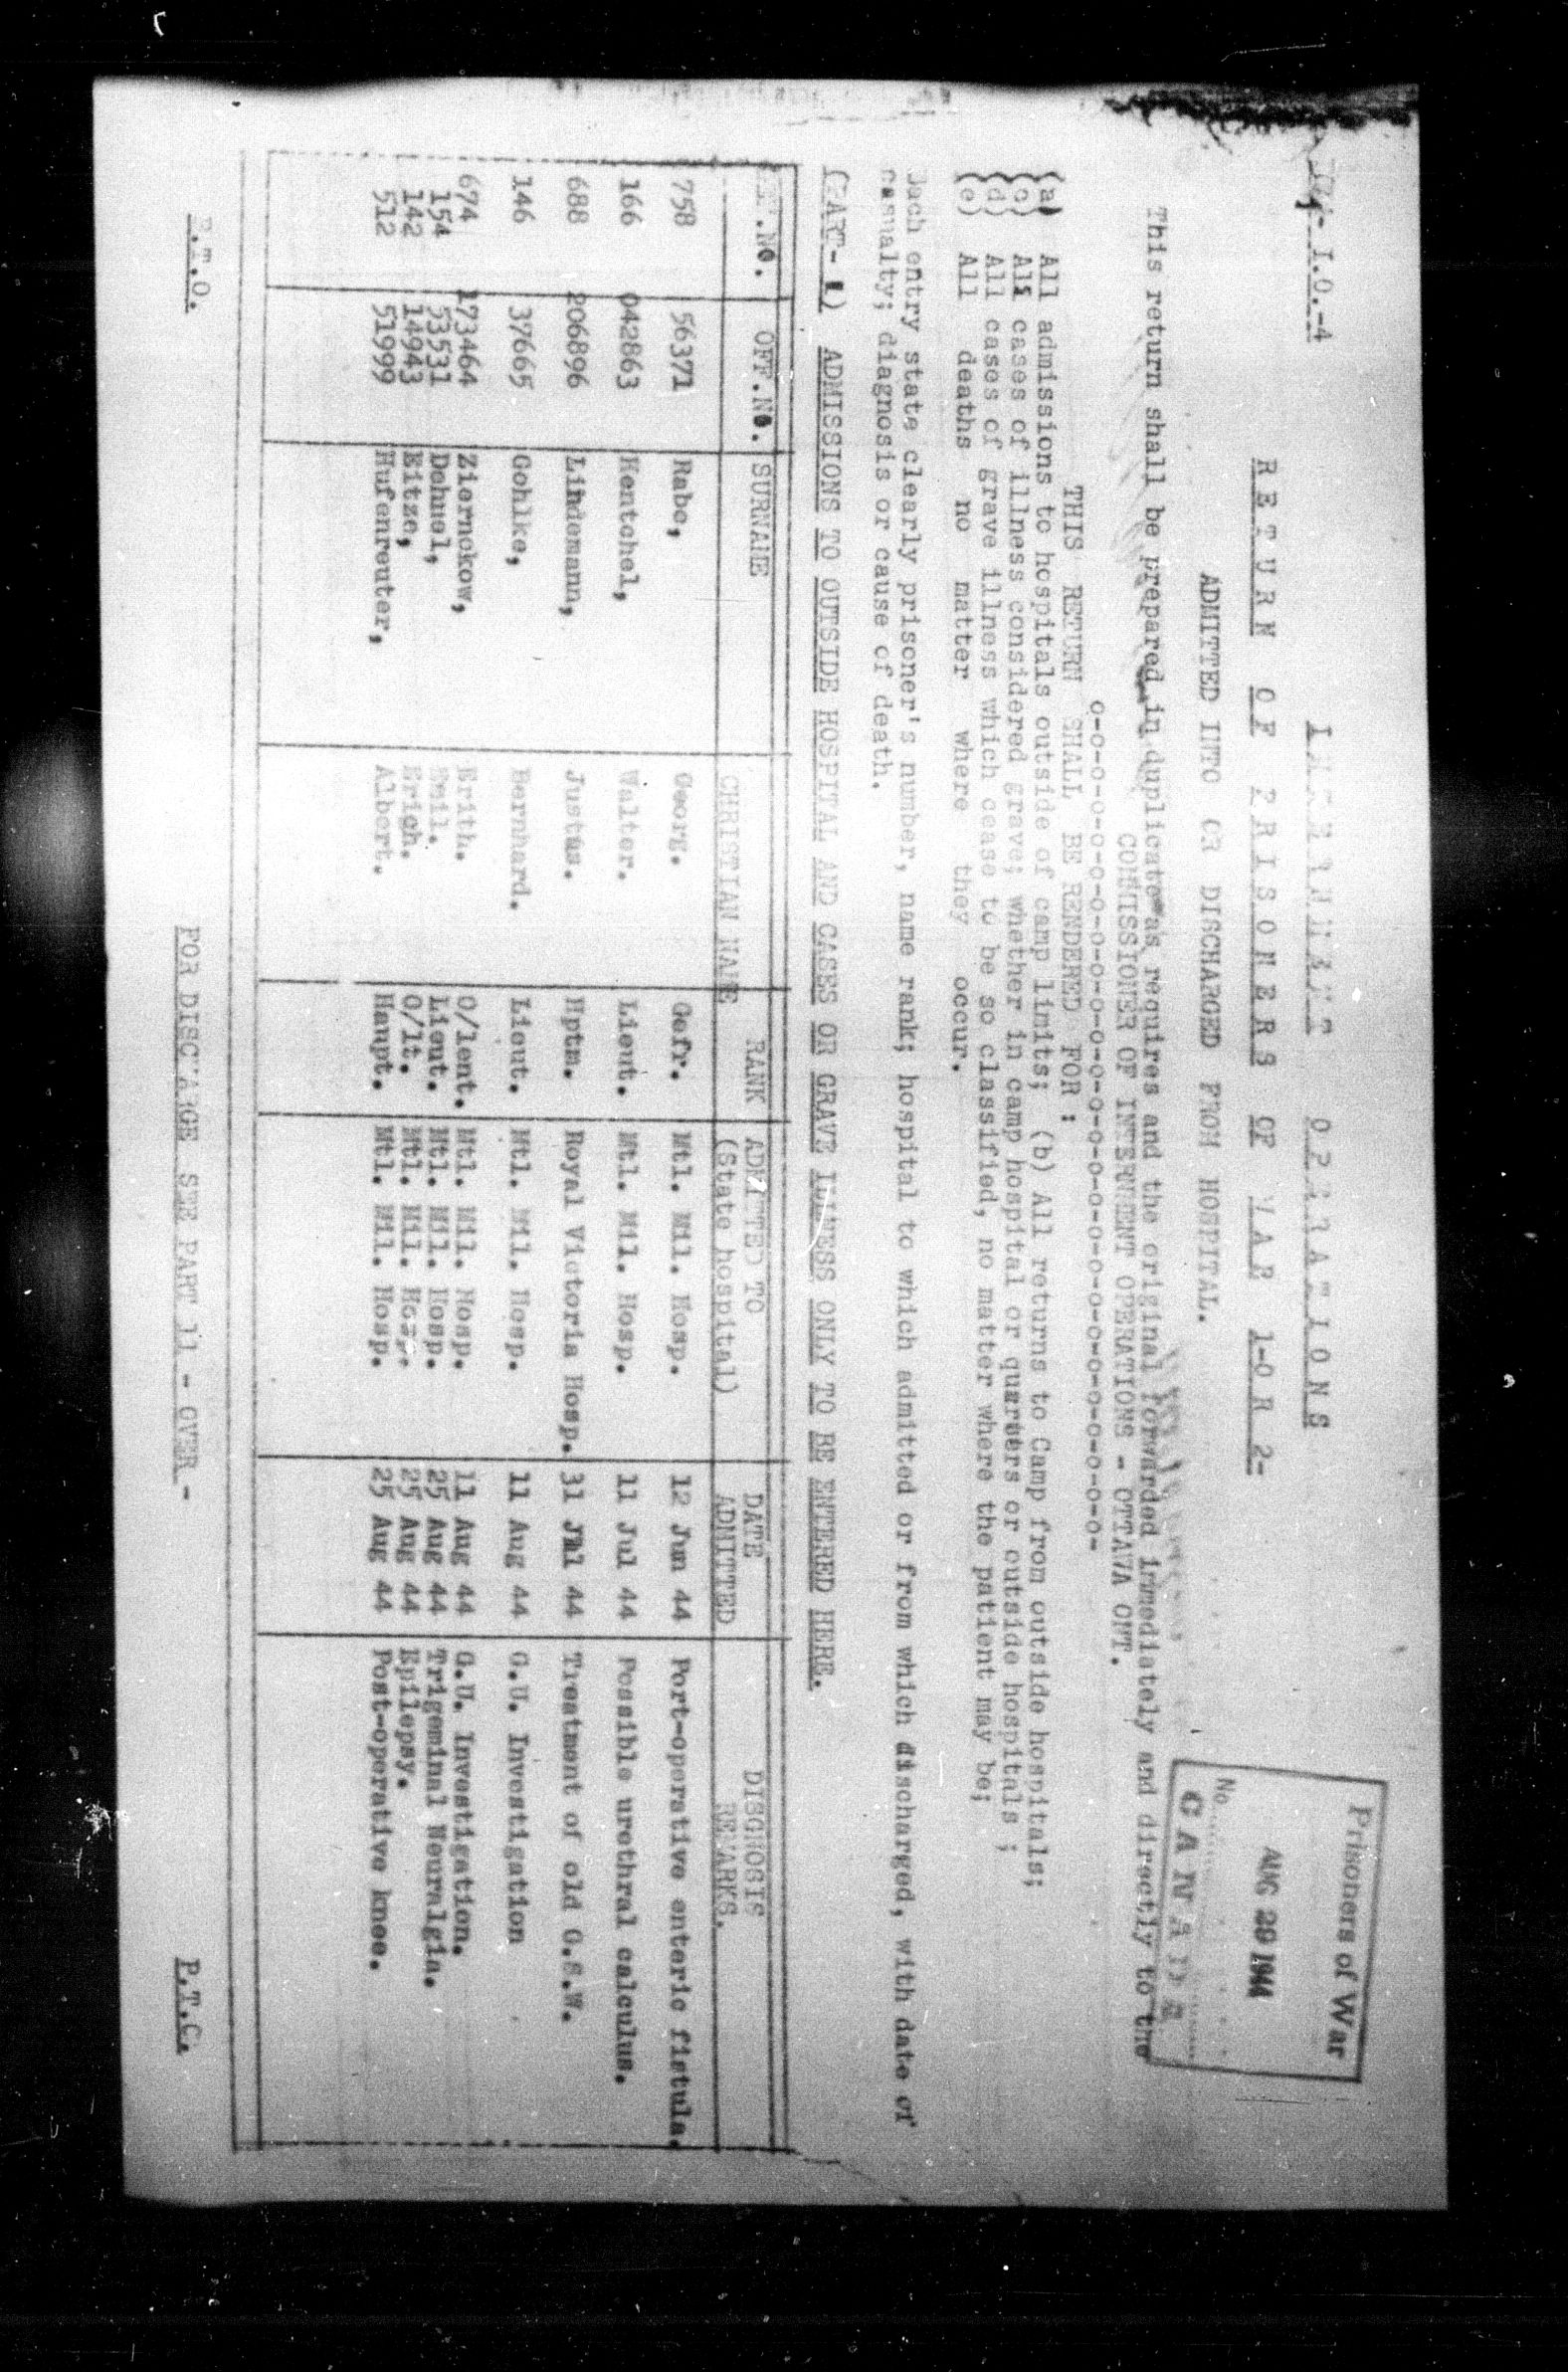 I.O.-4
INTERNMENT OPERATIONS
RETURN OF PRISONERS OF WAR 1-OR 2-
ADMITTED INTO OR DISCHARGED FROM HOSPITAL.
Prisoners of War
AUG 29 1944
No.
CANADA
This return shall be prepared in duplicate as requires and the original forwarded immediately and directly to the
COMMISSIONER OF INTERNMENT OPERATIONS - OTTAWA ONT.
o-o-o-o-o-o-o-o-o-o-o-o-o-o-o-o-o-o-o-o-o-o-o-
THIS RETURN SHALL BE RENDERED FOR :
(a) All admissions to hospitals outside of camp limits; (b) All returns to Camp from outside hospitals;
(c) All cases of illness considered grave; whether in camp hospital or quarters or outside hospitals ;
(d) All cases of grave illness which cease to be so classified, no matter where the patient may be;
(e) All deaths no matter where they occur.
Each entry state clearly prisoner's number, name rank; hospital to which admitted or from which discharged, with date of
casualty; diagnosis or cause of death.
(PART- 1) ADMISSIONS TO OUTSIDE HOSPITAL AND CASES OR GRAVE ILLNESS ONLY TO BE ENTERED HERE.
.NO. OFF.NO. SURNAME CHRISTIAN NAME RANK ADMITTED TO (State hospital) DATE ADMITTED DISGNOSIS REMARKS.
758 56371 Rabe, Georg. Gefr. Mtl. Mil. Hosp. 12 Jun 44 Port-operative enteric fistula.
166 042863 Kentchel, Walter. Lieut. Mtl. Mil. Hosp. 11 Jul 44 Possible urethral calculus.
688 206896 Lindemann, Justus. Hptm. Royal Victoria Hosp. 31 Jul 44 Treatment of old G.S.W.
146 37665 Gohlke, Bernhard. Lieut. Mtl. Mil. Hosp. 11 Aug 44 G.U. Investigation
674 173464 Ziernckow, Erith. O/lent. Mtl. Mil. Hosp. 11 Aug 44 G.U. Investigation.
154 53531 Dehmel, Emil. Lieut. Mtl. Mil. Hosp. 25 Aug 44 Trigeminal Neuralgia.
142 14943 Eitze, Erich. O/lt. Mtl. Mil. Hosp. 25 Aug 44 Epilepsy.
512 51999 Hufenreuter, Albert. Haupt. Mtl. Mil. Hosp. 25 Aug 44 Post-operative knee.
P.T.O. FOR DISCHARGE SEE PART 11 - OVER - P.T.C.